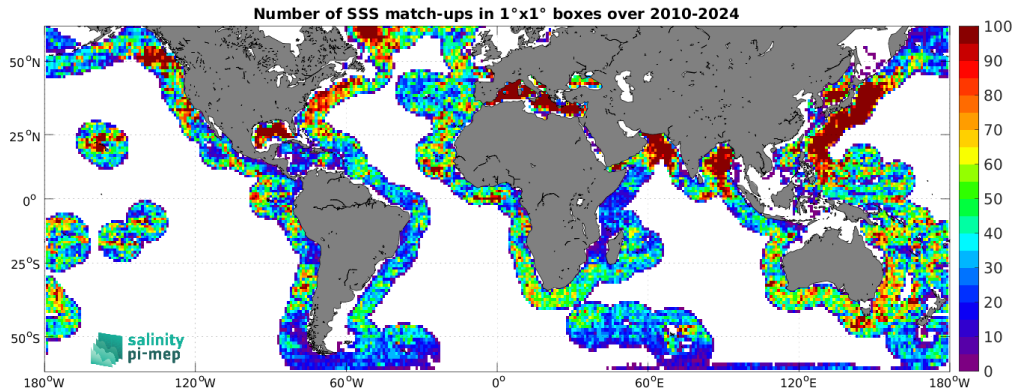 Number of SSS match-ups in 1°x1° boxes over 2010-2024
50°N
25°N
0°
25°S
50°S
180°W
120°W
60°W
0°
60°E
120°E
180°W
100
90
80
70
60
50
40
30
20
10
0
salinity
pi-mep